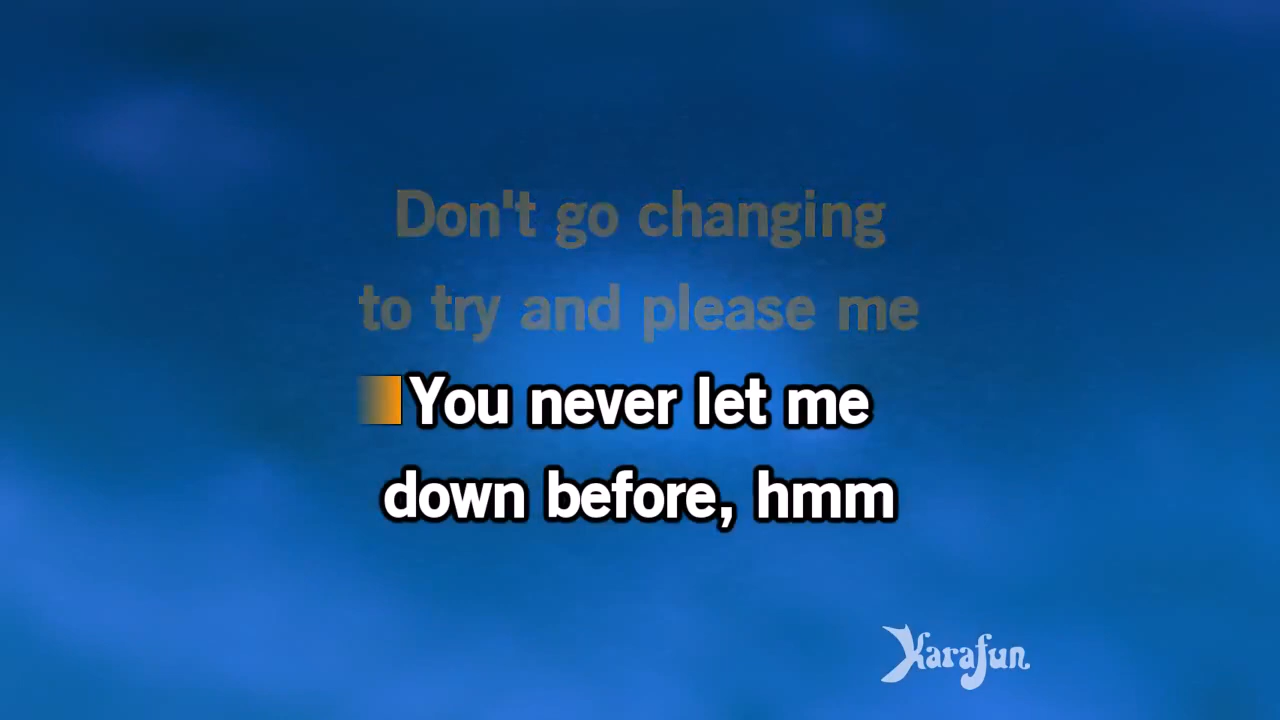 Don't go changing
to try and please me
You never let me
down before, hmm
Karafun